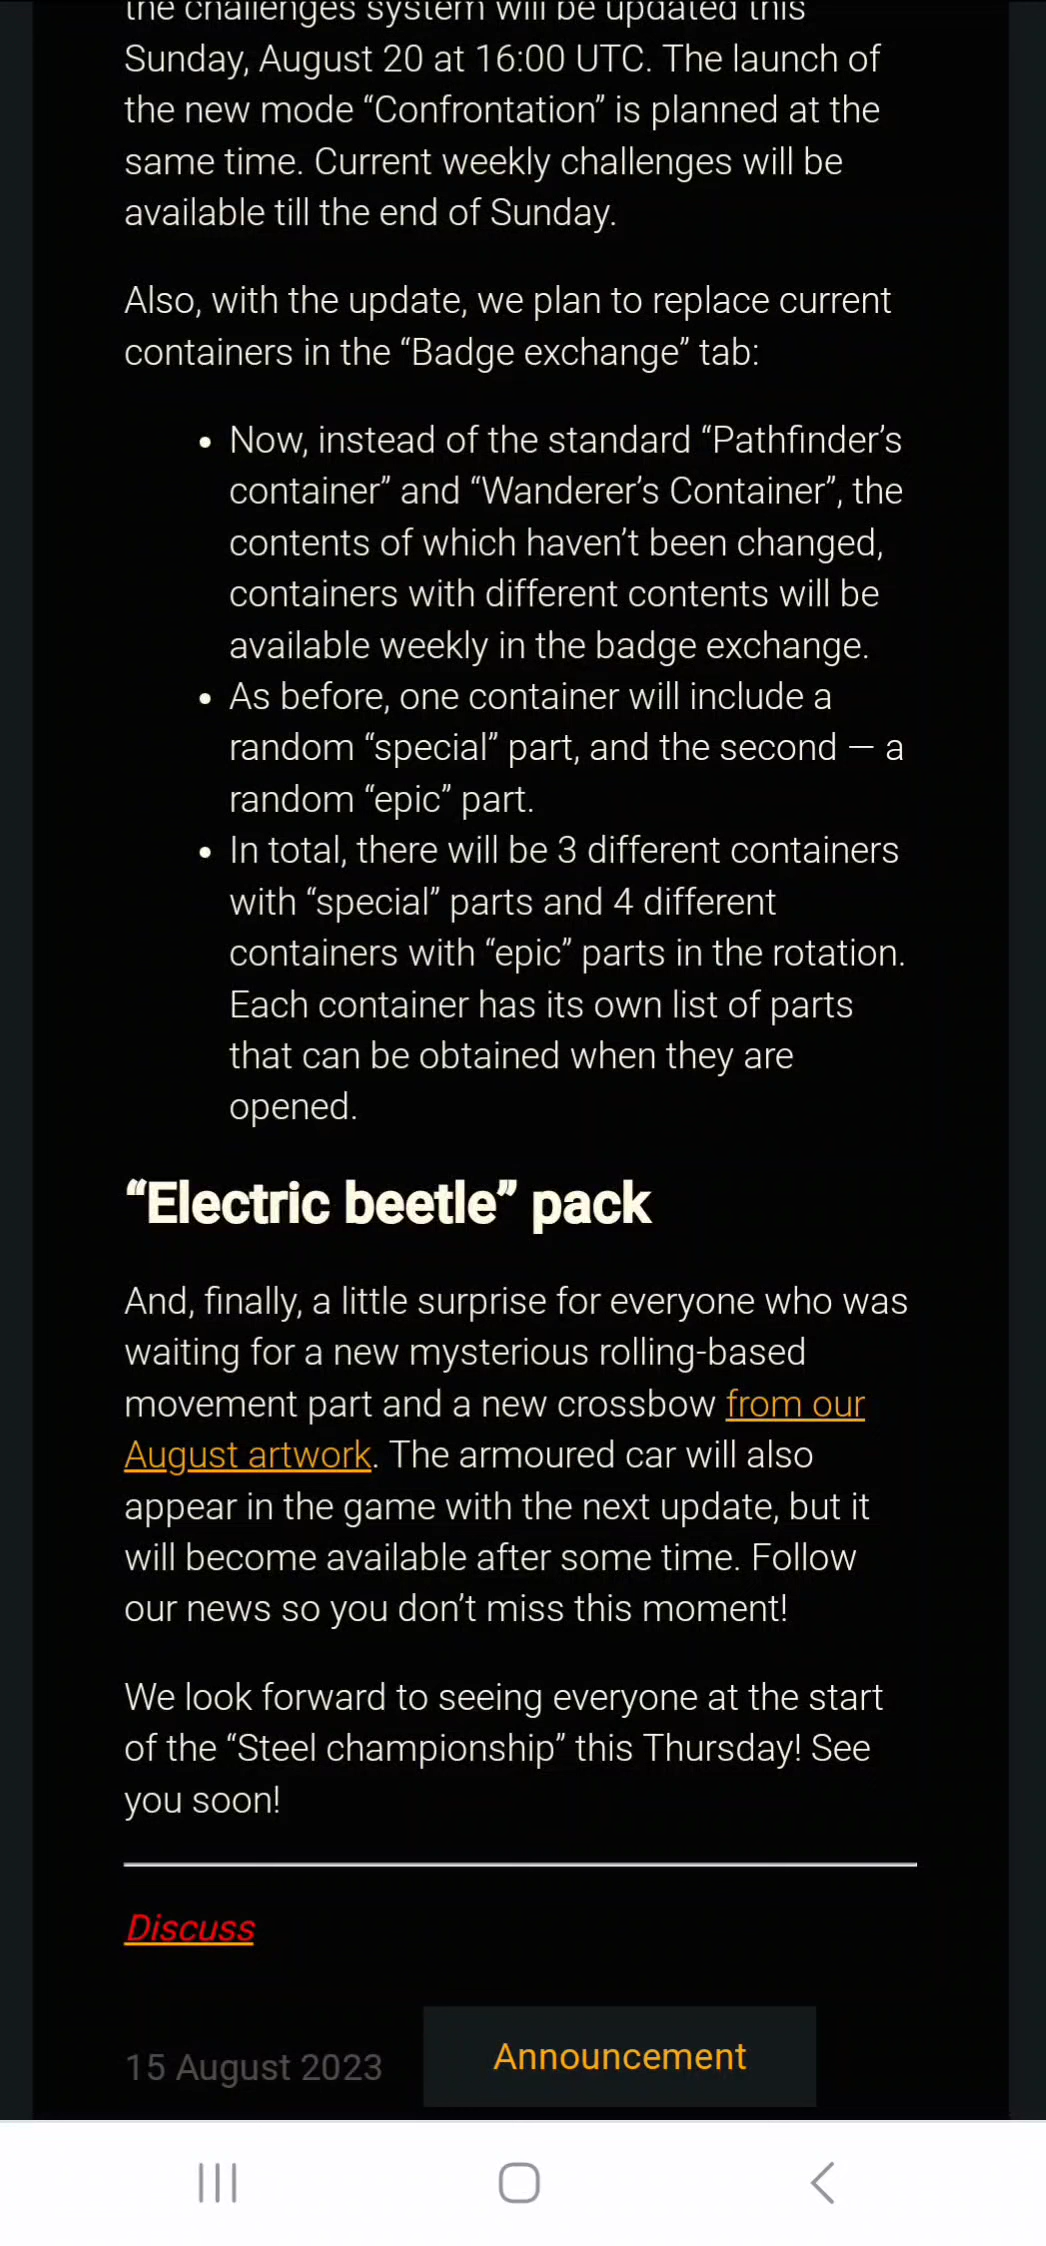 the challenges system will be updated this
Sunday, August 20 at 16:00 UTC. The launch of
the new mode “Confrontation” is planned at the
same time. Current weekly challenges will be
available till the end of Sunday.
Also, with the update, we plan to replace current
containers in the “Badge exchange” tab:
• Now, instead of the standard “Pathfinder’s
container” and “Wanderer’s Container”, the
contents of which haven’t been changed,
containers with different contents will be
available weekly in the badge exchange.
• As before, one container will include a
random “special” part, and the second — a
random “epic” part.
• In total, there will be 3 different containers
with “special” parts and 4 different
containers with “epic” parts in the rotation.
Each container has its own list of parts
that can be obtained when they are
opened.
“Electric beetle” pack
And, finally, a little surprise for everyone who was
waiting for a new mysterious rolling-based
movement part and a new crossbow from our
August artwork. The armoured car will also
appear in the game with the next update, but it
will become available after some time. Follow
our news so you don’t miss this moment!
We look forward to seeing everyone at the start
of the “Steel championship” this Thursday! See
you soon!
Discuss
15 August 2023 Announcement